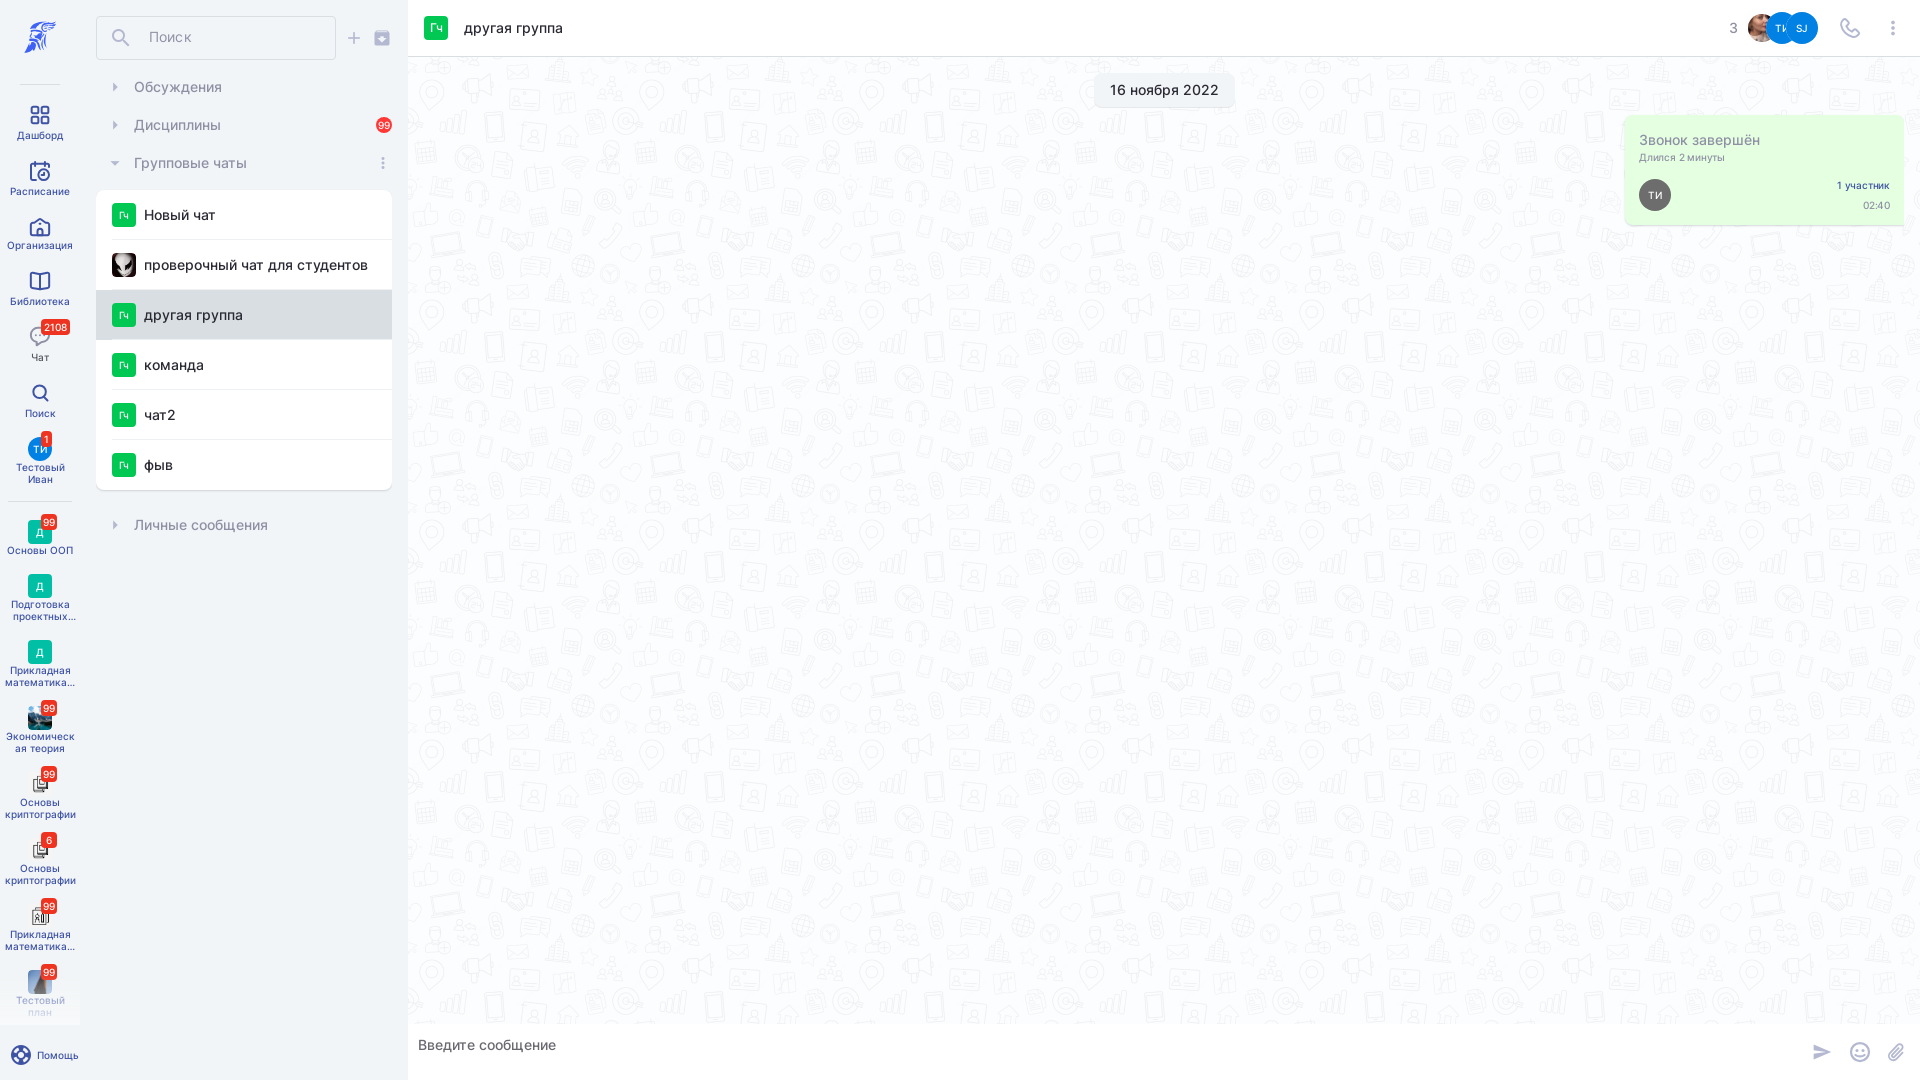 Дашборд
Расписание
Организация
Библиотека
2108
Чат
Поиск
1
ТИ
Тестовый
Иван
99
Д
Основы ООП
Д
Подготовка
проектных...
Д
Прикладная
математика...
99
Экономическ
ая теория
99
Основы
криптографии
6
Основы
криптографии
99
Прикладная
математика...
99
Тестовый
план
Помощь
Поиск
Обсуждения
Дисциплины
99
Групповые чаты
Гч Новый чат
проверочный чат для студентов
Гч другая группа
Гч команда
Гч чат2
Гч фыв
Личные сообщения
Гч другая группа
3
ТИ
SJ
16 ноября 2022
Звонок завершён
Длился 2 минуты
ТИ
1 участник
02:40
Введите сообщение